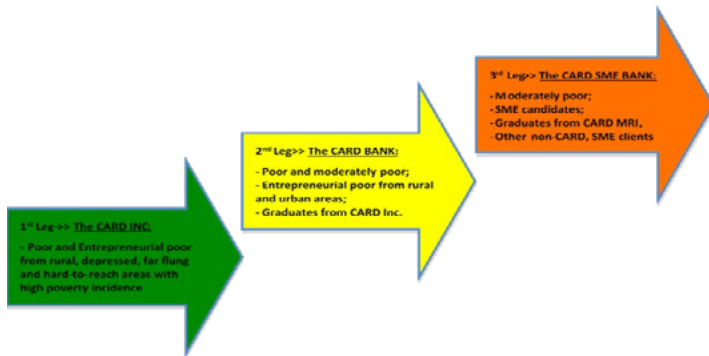 1st Leg->> The CARD INC:
- Poor and Entrepreneurial poor
from rural, depressed, far flung
and hard-to- reach areas with
high poverty incidence
2nd Leg>> The CARD BANK:
- Poor and moderately poor;
- Entrepreneurial poor from rural
and urban areas;
- Graduates from CARD Inc.
3rd Leg>> The CARD SME BANK:
-Moderately poor;
-SME candidates;
-Graduates from CARD MRI,
-Other non-CARD, SME clients